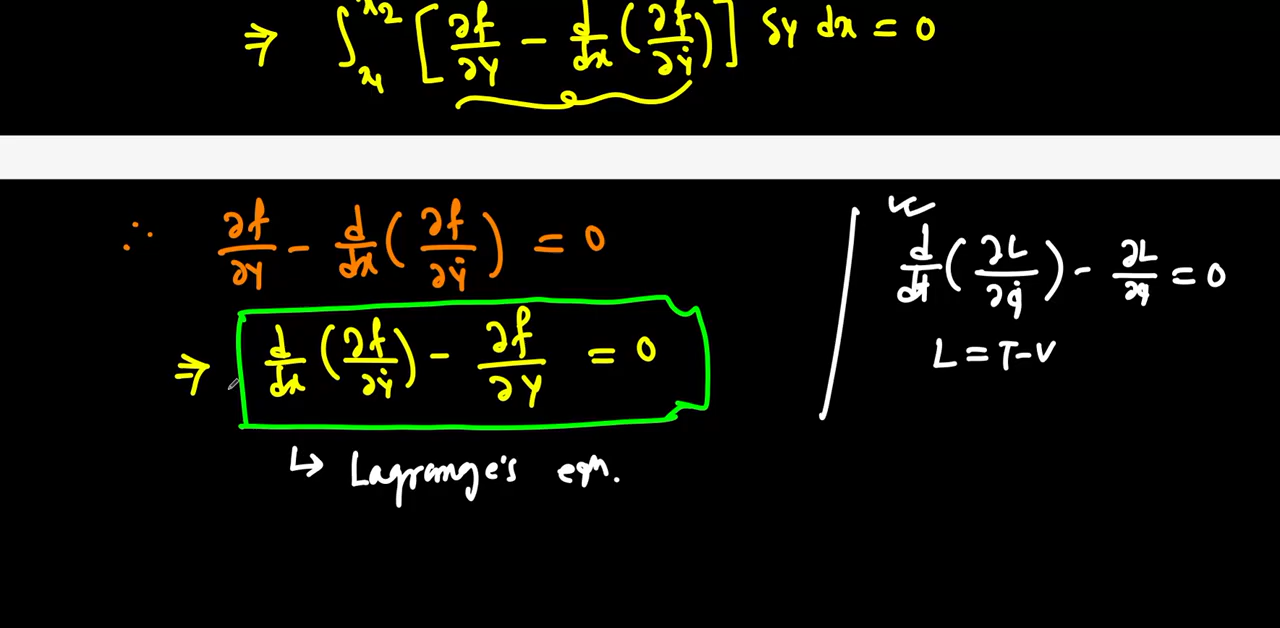 ⇒ ∫_{x₁}^{x₂} [ ∂f/∂y − d/dx ( ∂f/∂ẏ ) ] δy dx = 0
∴ ∂f/∂y − d/dx ( ∂f/∂ẏ ) = 0
⇒ d/dx ( ∂f/∂ẏ ) − ∂f/∂y = 0
↳ Lagrange's eqn.
d/dt ( ∂L/∂q̇ ) − ∂L/∂q = 0
L = T − V